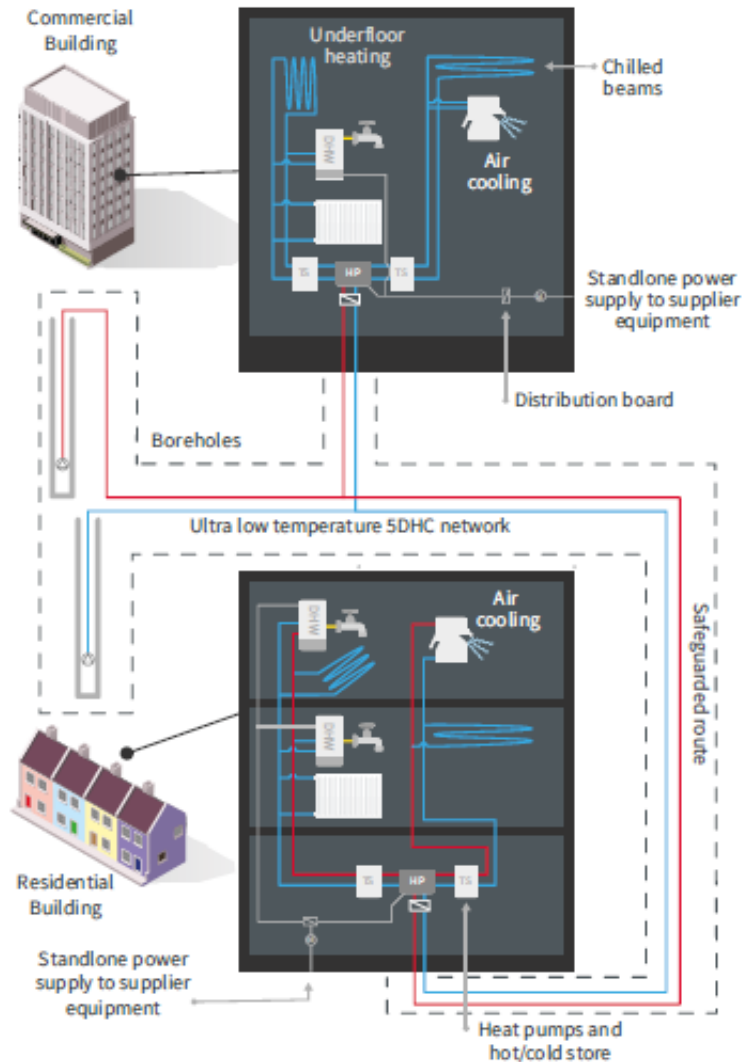 Commercial
Building
Underfloor
heating
Chilled
beams
DHW
Air
cooling
TS
HP
TS
Standlone power
supply to supplier
equipment
Distribution board
Boreholes
Ultra low temperature 5DHC network
Safeguarded route
DHW
Air
cooling
DHW
TS
HP
TS
Residential
Building
Standlone power
supply to supplier
equipment
Heat pumps and
hot/cold store